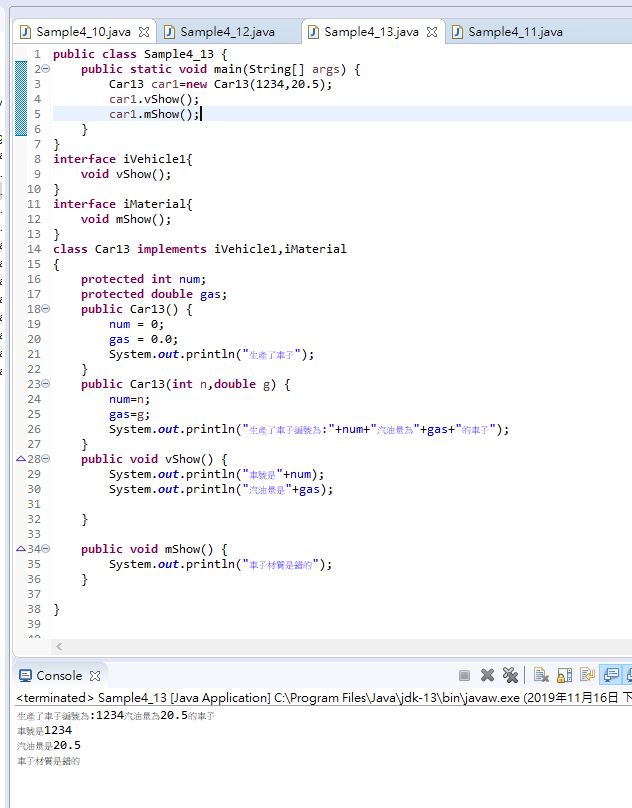 Sample4_10.java Sample4_12.java Sample4_13.java Sample4_11.java
1 public class Sample4_13 {
2 public static void main(String[] args) {
3 Car13 car1=new Car13(1234,20.5);
4 car1.vShow();
5 car1.mShow();
6 }
7 }
8 interface iVehicle1{
9 void vShow();
10 }
11 interface iMaterial{
12 void mShow();
13 }
14 class Car13 implements iVehicle1,iMaterial
15 {
16 protected int num;
17 protected double gas;
18 public Car13() {
19 num = 0;
20 gas = 0.0;
21 System.out.println("生產了車子");
22 }
23 public Car13(int n,double g) {
24 num=n;
25 gas=g;
26 System.out.println("生產了車子編號為:"+num+"汽油量為"+gas+"的車子");
27 }
28 public void vShow() {
29 System.out.println("車號是"+num);
30 System.out.println("汽油量是"+gas);
31
32 }
33
34 public void mShow() {
35 System.out.println("車子材質是錯的");
36 }
37
38 }
39
Console
<terminated> Sample4_13 [Java Application] C:\Program Files\Java\jdk-13\bin\javaw.exe (2019年11月16日 下
生產了車子編號為:1234汽油量為20.5的車子
車號是1234
汽油量是20.5
車子材質是錯的